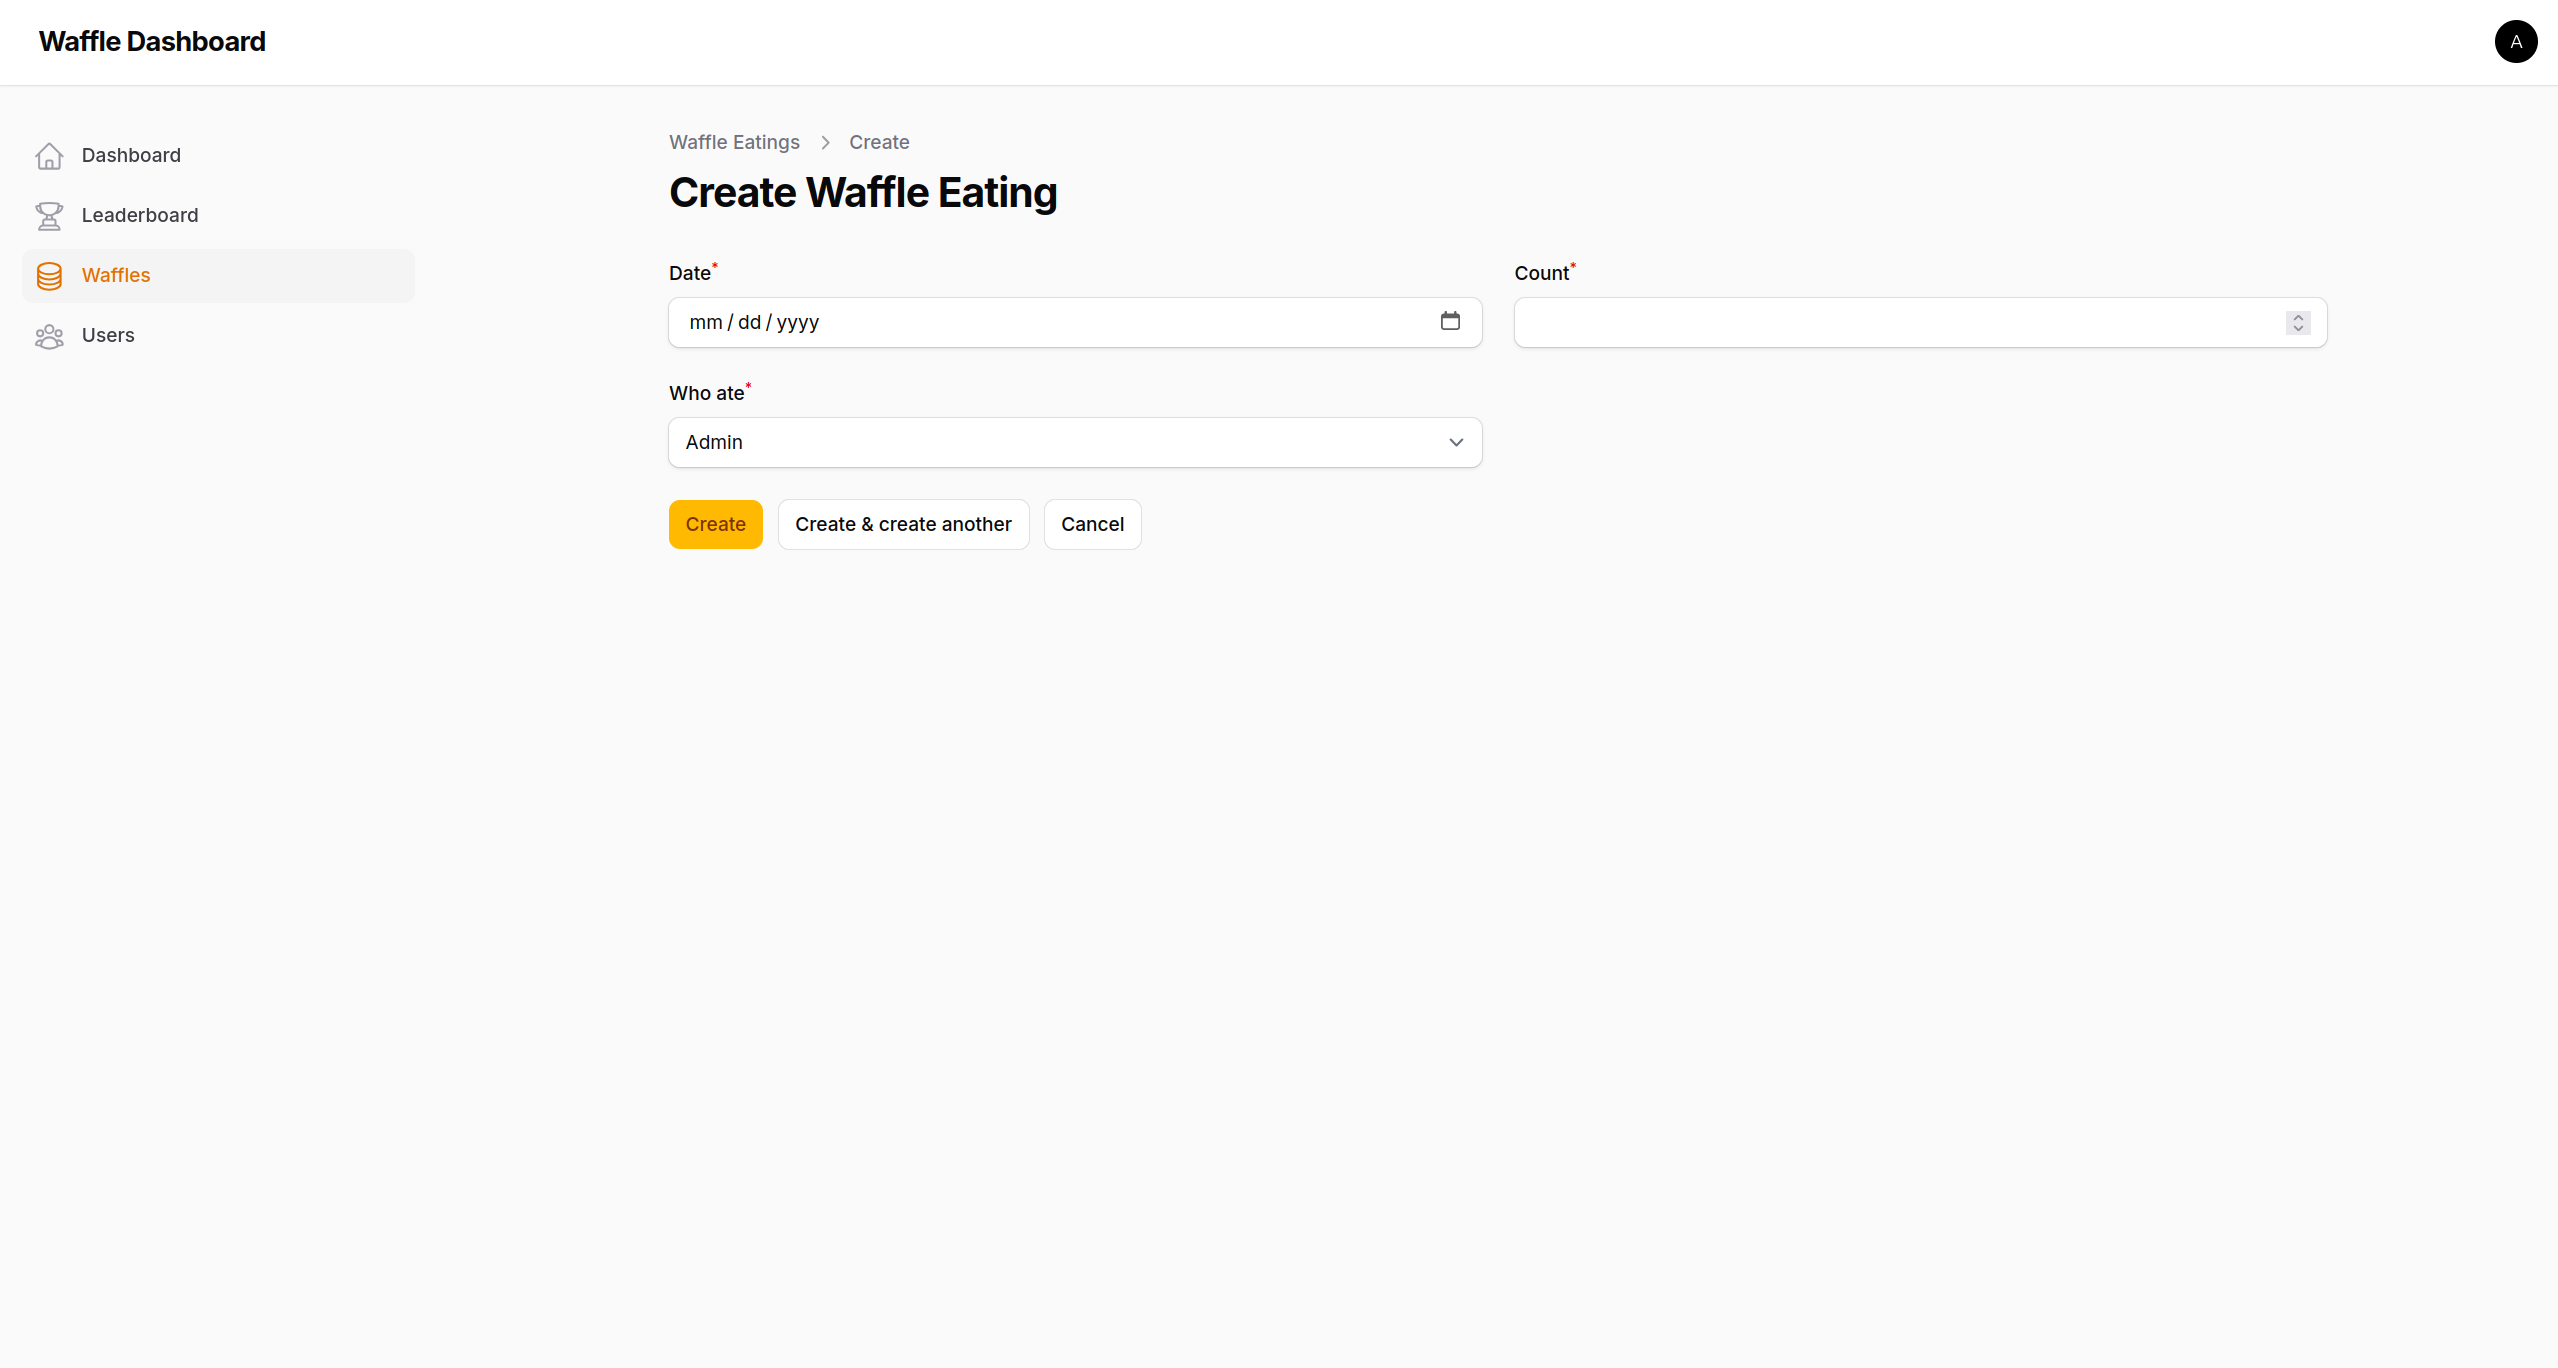 Waffle Dashboard
A
Dashboard
Leaderboard
Waffles
Users
Waffle Eatings > Create
Create Waffle Eating
Date*
mm / dd / yyyy
Count*
Who ate*
Admin
Create
Create & create another
Cancel